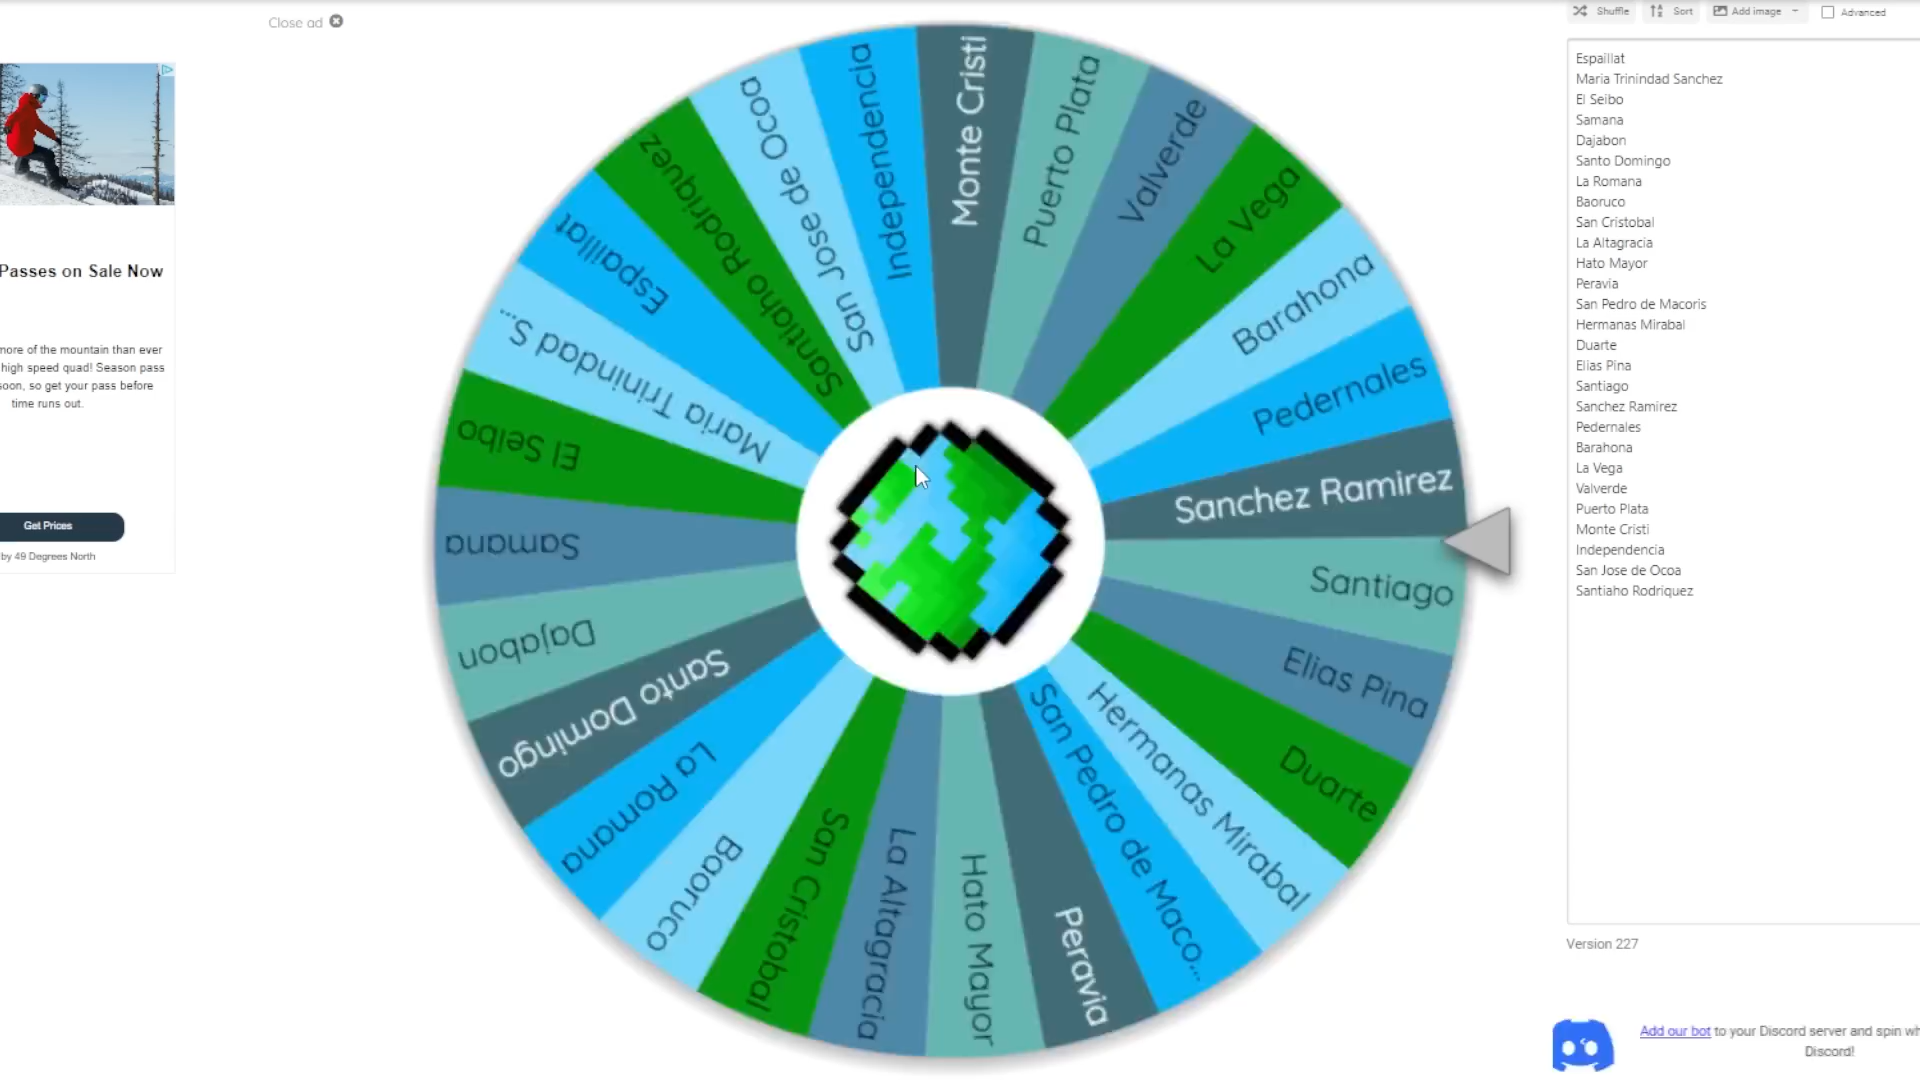 Close ad
Passes on Sale Now
more of the mountain than ever
high speed quad! Season pass
soon, so get your pass before
time runs out.
Get Prices
by 49 Degrees North
Monte Cristi
Puerto Plata
Valverde
La Vega
Barahona
Pedernales
Sanchez Ramirez
Santiago
Elias Pina
Duarte
Hermanas Mirabal
San Pedro de Maco...
Peravia
Hato Mayor
La Altagracia
San Cristobal
Baoruco
La Romana
Santo Domingo
Dajabon
Samana
El Seibo
Maria Trinindad S...
Espaillat
Santiaho Rodriquez
San Jose de Ocoa
Independencia
Shuffle Sort Add image Advanced
Espaillat
Maria Trinindad Sanchez
El Seibo
Samana
Dajabon
Santo Domingo
La Romana
Baoruco
San Cristobal
La Altagracia
Hato Mayor
Peravia
San Pedro de Macoris
Hermanas Mirabal
Duarte
Elias Pina
Santiago
Sanchez Ramirez
Pedernales
Barahona
La Vega
Valverde
Puerto Plata
Monte Cristi
Independencia
San Jose de Ocoa
Santiaho Rodriquez
Version 227
Add our bot to your Discord server and spin wh
Discord!